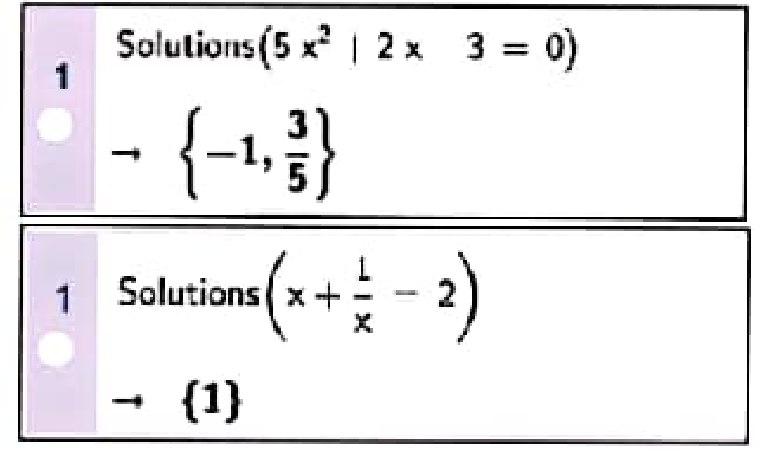 1
Solutions(5 x² | 2 x 3 = 0)
→ {−1, 3/5}
1
Solutions(x + 1/x − 2)
→ {1}